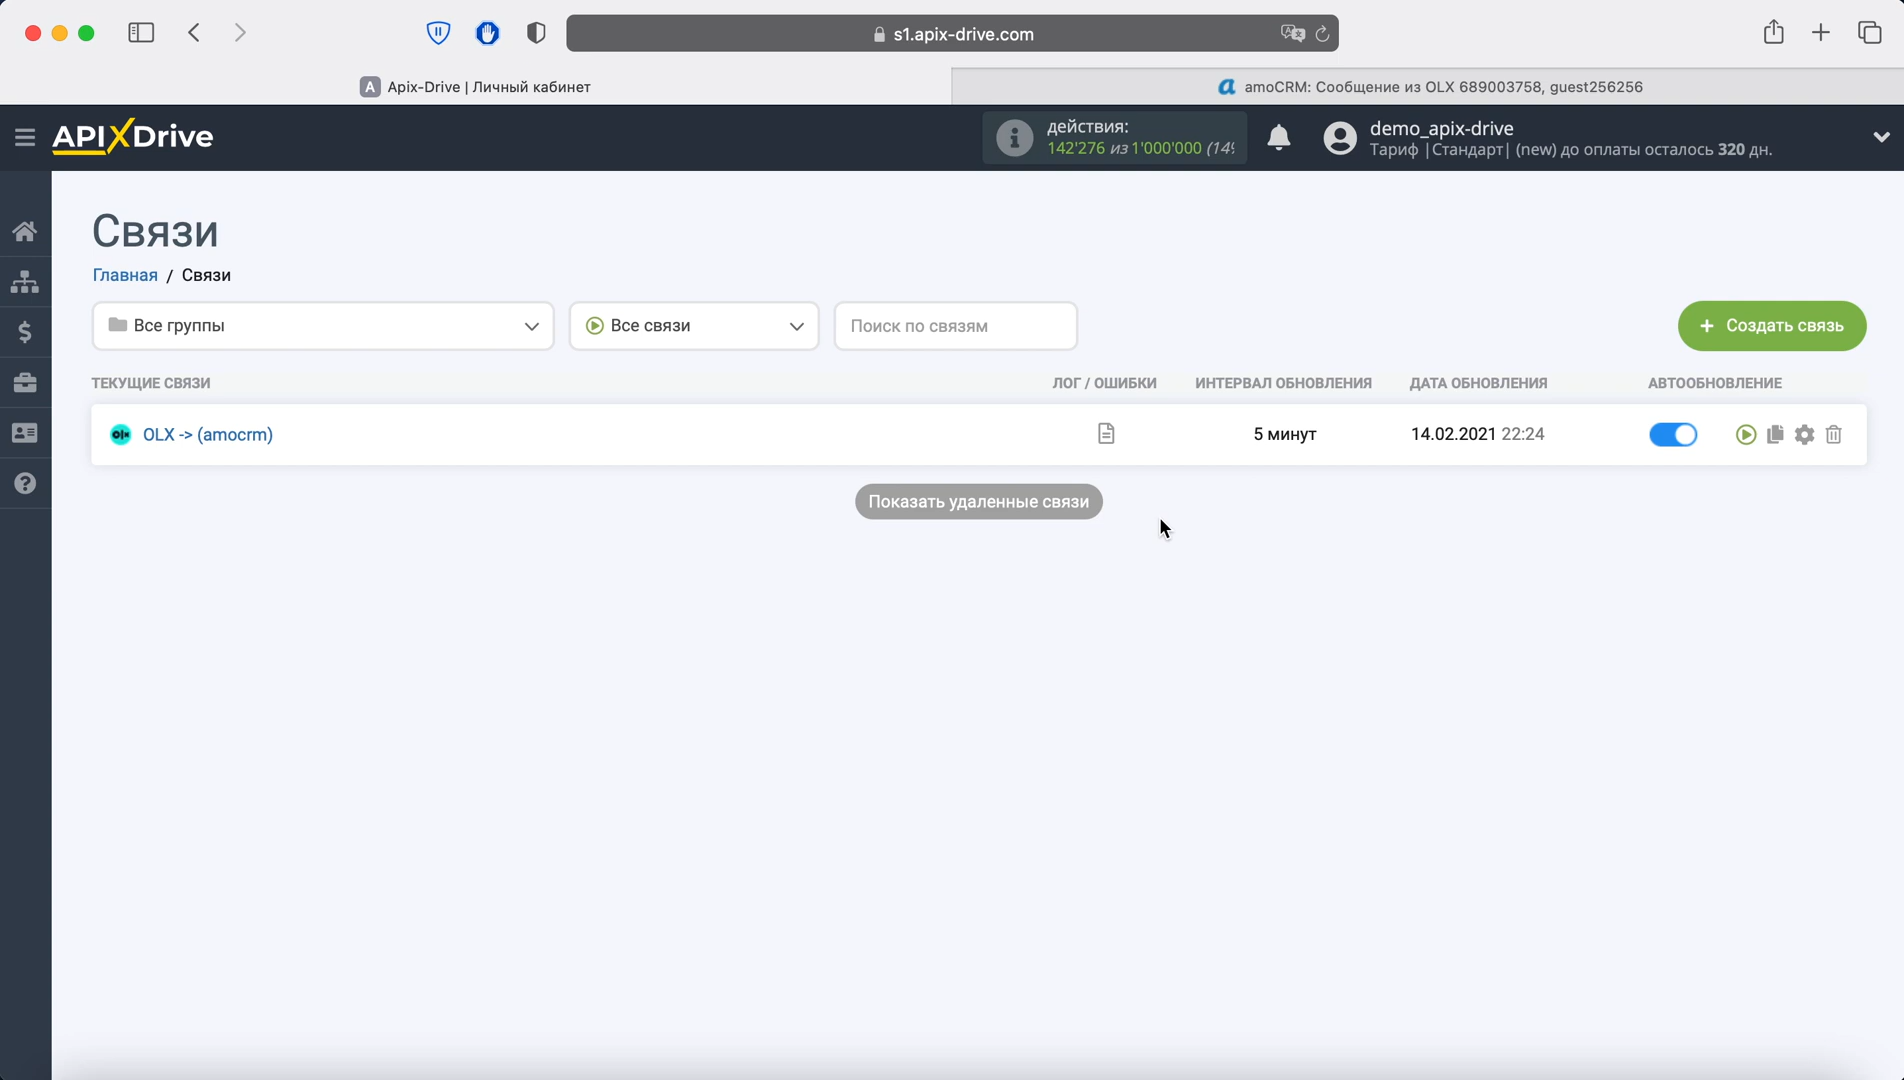 s1.apix-drive.com
A Apix-Drive | Личный кабинет
amoCRM: Сообщение из OLX 689003758, guest256256
APIXDrive
действия:
142'276 из 1'000'000 (14
demo_apix-drive
Тариф |Стандарт| (new) до оплаты осталось 320 дн.
Связи
Главная / Связи
Все группы
Все связи
Поиск по связям
+ Создать связь
ТЕКУЩИЕ СВЯЗИ
ЛОГ / ОШИБКИ
ИНТЕРВАЛ ОБНОВЛЕНИЯ
ДАТА ОБНОВЛЕНИЯ
АВТООБНОВЛЕНИЕ
OLX -> (amocrm)
5 минут
14.02.2021 22:24
Показать удаленные связи